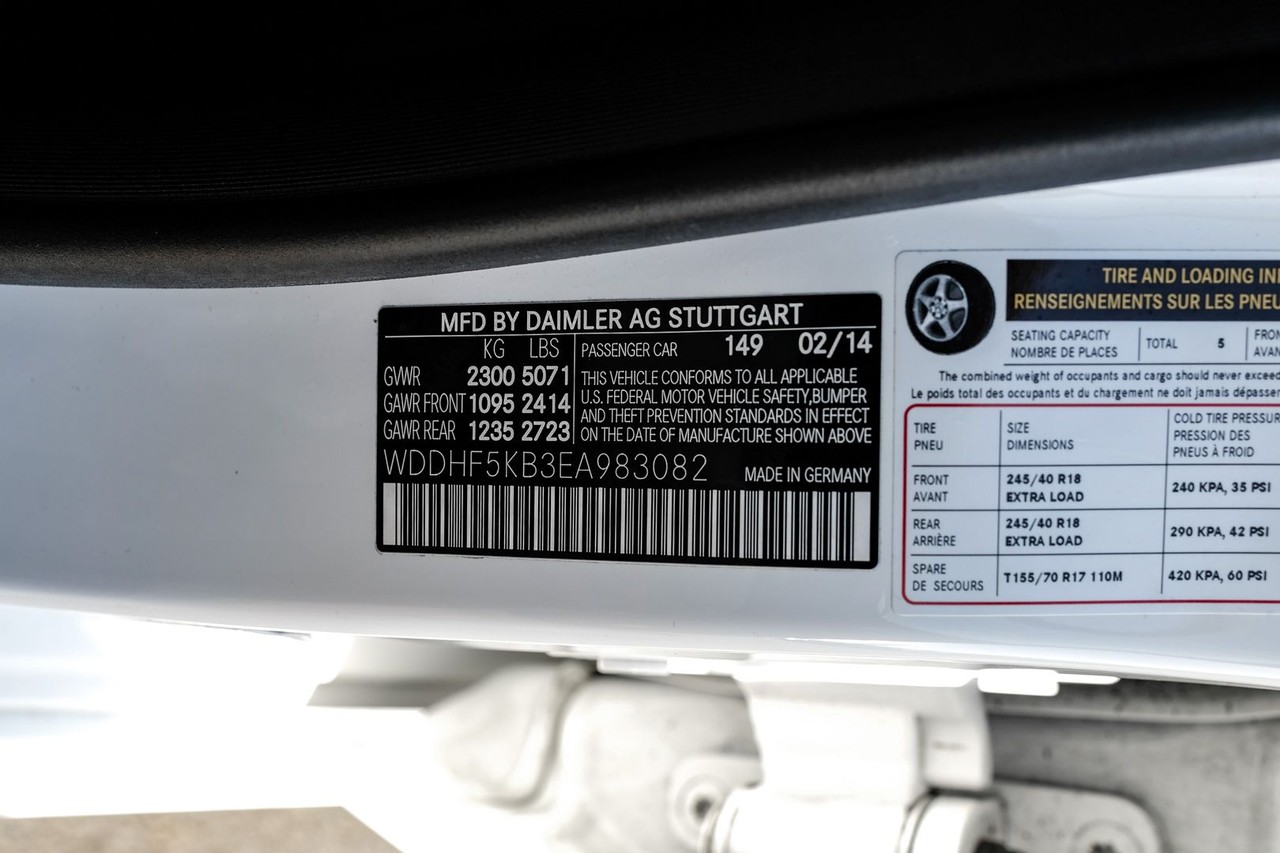 MFD BY DAIMLER AG STUTTGART
KG LBS
GVWR 2300 5071
GAWR FRONT 1095 2414
GAWR REAR 1235 2723
PASSENGER CAR 149 02/14
THIS VEHICLE CONFORMS TO ALL APPLICABLE
U.S. FEDERAL MOTOR VEHICLE SAFETY,BUMPER
AND THEFT PREVENTION STANDARDS IN EFFECT
ON THE DATE OF MANUFACTURE SHOWN ABOVE
WDDHF5KB3EA983082 MADE IN GERMANY
TIRE AND LOADING
RENSEIGNEMENTS SUR LES
SEATING CAPACITY
NOMBRE DE PLACES
TOTAL 5
The combined weight of occupants and cargo should never exceed
Le poids total des occupants et du chargement ne doit jamais
TIRE
PNEU
SIZE
DIMENSIONS
COLD TIRE
PRESSION DES
PNEUS À FROID
FRONT
AVANT
245/40 R18
EXTRA LOAD
240 KPA, 35 PSI
REAR
ARRIÈRE
245/40 R18
EXTRA LOAD
290 KPA, 42 PSI
SPARE
DE SECOURS
T155/70 R17 110M
420 KPA, 60 PSI